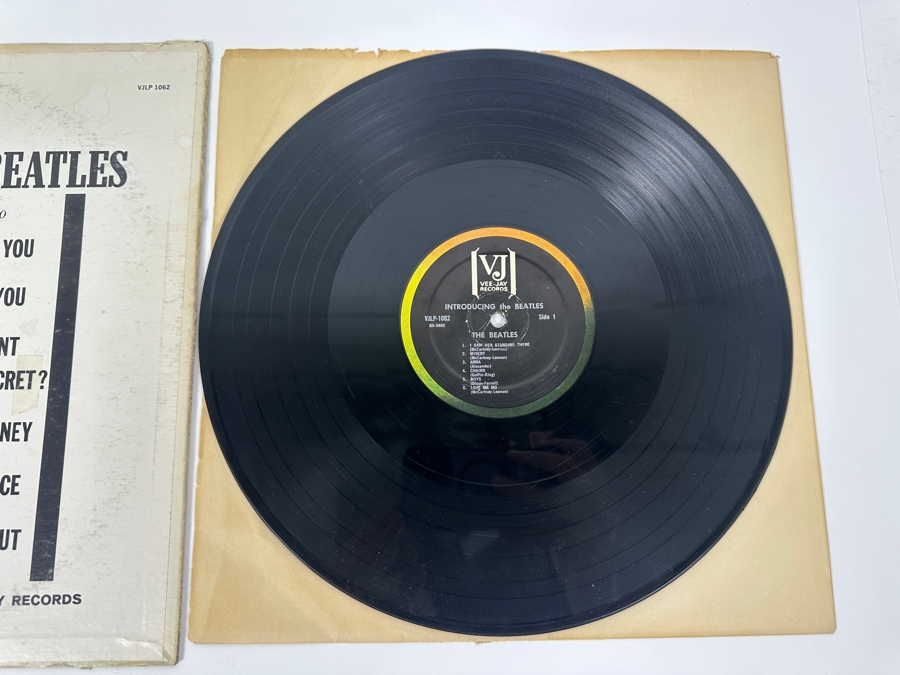 VJLP 1062
BEATLES
YOU
YOU
NT
CRET?
NEY
CE
UT
Y RECORDS
VJ
VEE-JAY
RECORDS
INTRODUCING the BEATLES
VJLP-1062
Side 1
63-3402
THE BEATLES
1. I SAW HER STANDING THERE
(McCartney-Lennon)
2. MISERY
(McCartney-Lennon)
3. ANNA
(Alexander)
4. CHAINS
(Goffin-King)
5. BOYS
(Dixon-Farrell)
6. LOVE ME DO
(McCartney-Lennon)